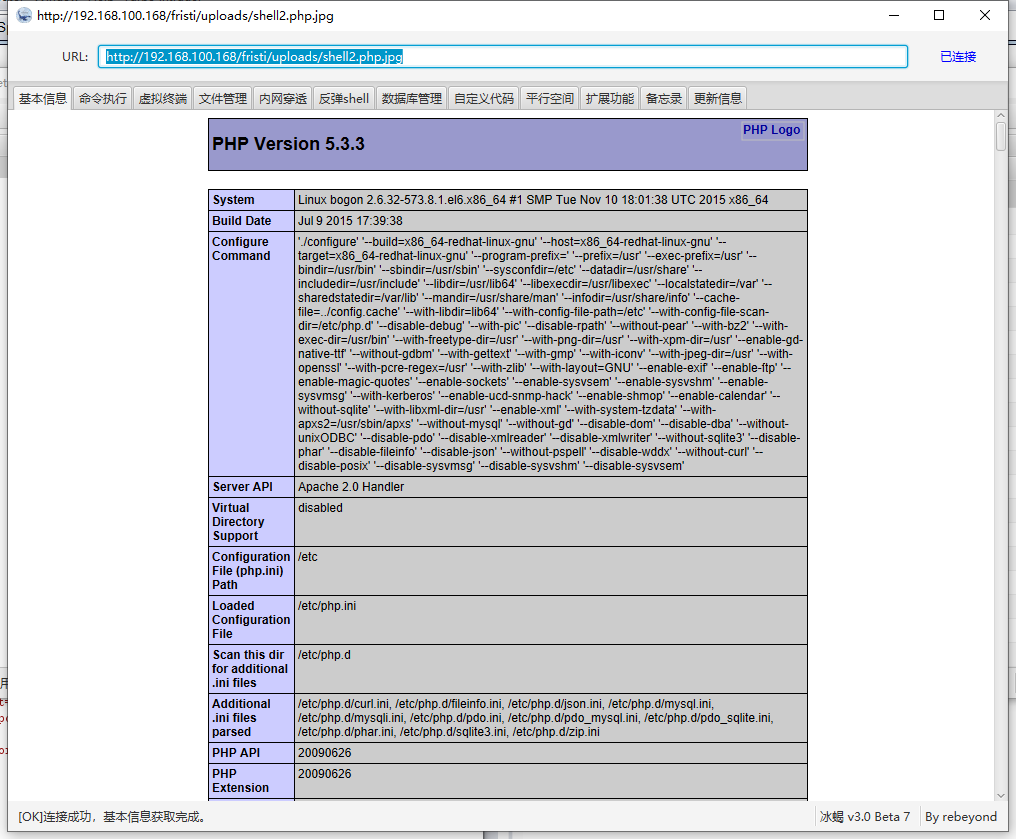 http://192.168.100.168/fristi/uploads/shell2.php.jpg
URL: http://192.168.100.168/fristi/uploads/shell2.php.jpg 已连接
基本信息 命令执行 虚拟终端 文件管理 内网穿透 反弹shell 数据库管理 自定义代码 平行空间 扩展功能 备忘录 更新信息
PHP Logo
PHP Version 5.3.3
System Linux bogon 2.6.32-573.8.1.el6.x86_64 #1 SMP Tue Nov 10 18:01:38 UTC 2015 x86_64
Build Date Jul 9 2015 17:39:38
Configure Command
'./configure' '--build=x86_64-redhat-linux-gnu' '--host=x86_64-redhat-linux-gnu' '--
target=x86_64-redhat-linux-gnu' '--program-prefix=' '--prefix=/usr' '--exec-prefix=/usr' '--
bindir=/usr/bin' '--sbindir=/usr/sbin' '--sysconfdir=/etc' '--datadir=/usr/share' '--
includedir=/usr/include' '--libdir=/usr/lib64' '--libexecdir=/usr/libexec' '--localstatedir=/var' '--
sharedstatedir=/var/lib' '--mandir=/usr/share/man' '--infodir=/usr/share/info' '--cache-
file=../config.cache' '--with-libdir=lib64' '--with-config-file-path=/etc' '--with-config-file-scan-
dir=/etc/php.d' '--disable-debug' '--with-pic' '--disable-rpath' '--without-pear' '--with-bz2' '--with-
exec-dir=/usr/bin' '--with-freetype-dir=/usr' '--with-png-dir=/usr' '--with-xpm-dir=/usr' '--enable-gd-
native-ttf' '--without-gdbm' '--with-gettext' '--with-gmp' '--with-iconv' '--with-jpeg-dir=/usr' '--with-
openssl' '--with-pcre-regex=/usr' '--with-zlib' '--with-layout=GNU' '--enable-exif' '--enable-ftp' '--
enable-magic-quotes' '--enable-sockets' '--enable-sysvsem' '--enable-sysvshm' '--enable-
sysvmsg' '--with-kerberos' '--enable-ucd-snmp-hack' '--enable-shmop' '--enable-calendar' '--
without-sqlite' '--with-libxml-dir=/usr' '--enable-xml' '--with-system-tzdata' '--with-
apxs2=/usr/sbin/apxs' '--without-mysql' '--without-gd' '--disable-dom' '--disable-dba' '--without-
unixODBC' '--disable-pdo' '--disable-xmlreader' '--disable-xmlwriter' '--without-sqlite3' '--disable-
phar' '--disable-fileinfo' '--disable-json' '--without-pspell' '--disable-wddx' '--without-curl' '--
disable-posix' '--disable-sysvmsg' '--disable-sysvshm' '--disable-sysvsem'
Server API Apache 2.0 Handler
Virtual
Directory
Support
disabled
Configuration
File (php.ini)
Path
/etc
Loaded
Configuration
File
/etc/php.ini
Scan this dir
for additional
.ini files
/etc/php.d
Additional
.ini files
parsed
/etc/php.d/curl.ini, /etc/php.d/fileinfo.ini, /etc/php.d/json.ini, /etc/php.d/mysql.ini,
/etc/php.d/mysqli.ini, /etc/php.d/pdo.ini, /etc/php.d/pdo_mysql.ini, /etc/php.d/pdo_sqlite.ini,
/etc/php.d/phar.ini, /etc/php.d/sqlite3.ini, /etc/php.d/zip.ini
PHP API 20090626
PHP
Extension
20090626
[OK]连接成功，基本信息获取完成。 冰蝎 v3.0 Beta 7 By rebeyond